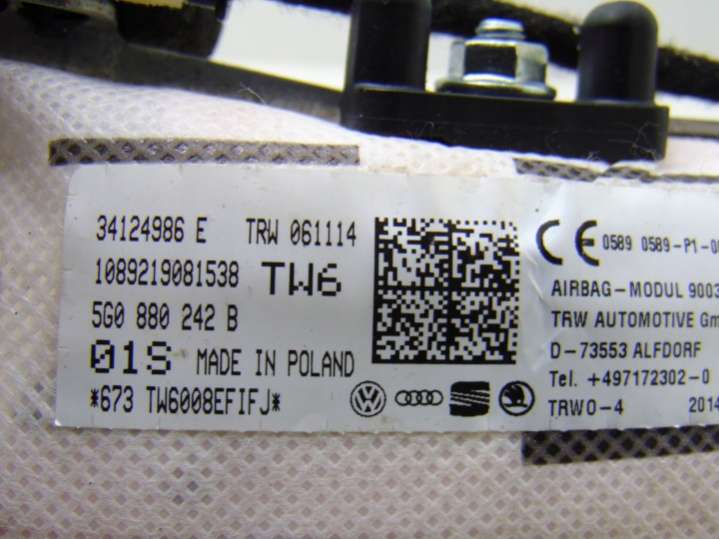 34124986 E TRW 061114
1089219081538 TW6
5G0 880 242 B
01S MADE IN POLAND
*673 TW6008EFIFJ*
CE 0589 0589-P1-0
AIRBAG-MODUL 9003
TRW AUTOMOTIVE Gm
D-73553 ALFDORF
Tel. +497172302-0
TRWO-4 2014